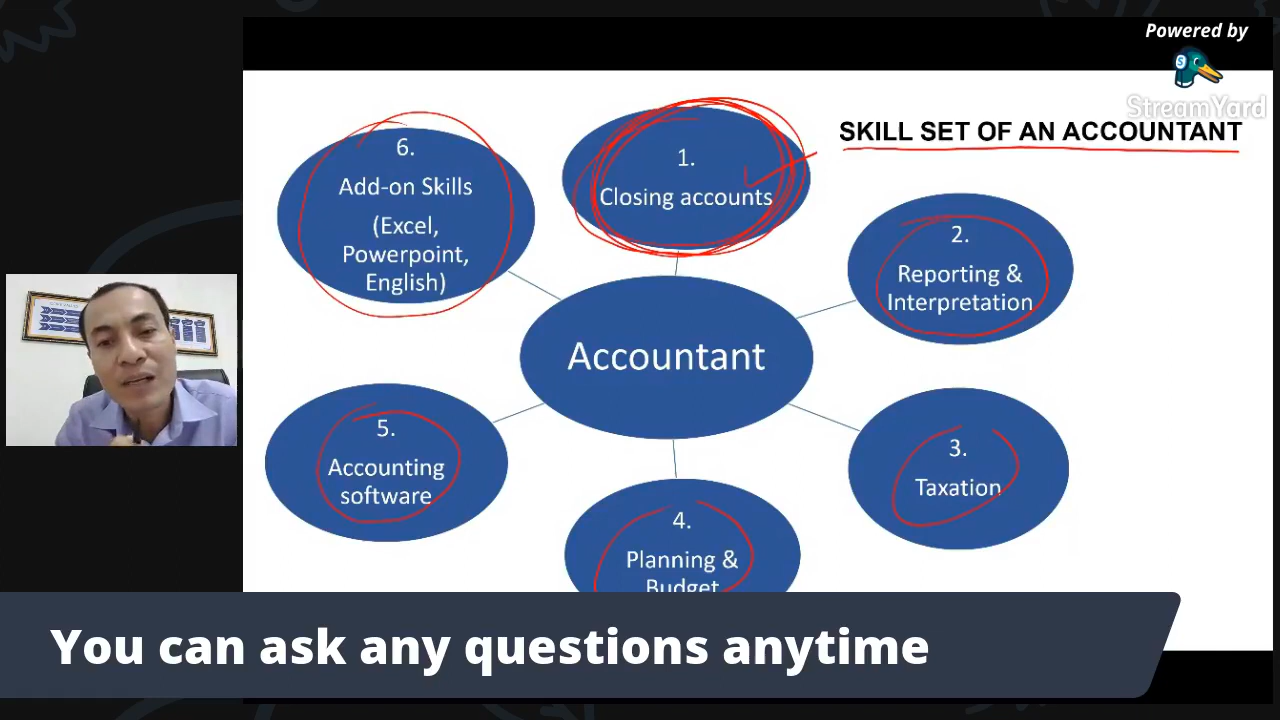 Powered by
StreamYard
SKILL SET OF AN ACCOUNTANT
1.
Closing accounts
2.
Reporting &
Interpretation
3.
Taxation
4.
Planning &
Budget
5.
Accounting
software
6.
Add-on Skills
(Excel,
Powerpoint,
English)
Accountant
You can ask any questions anytime